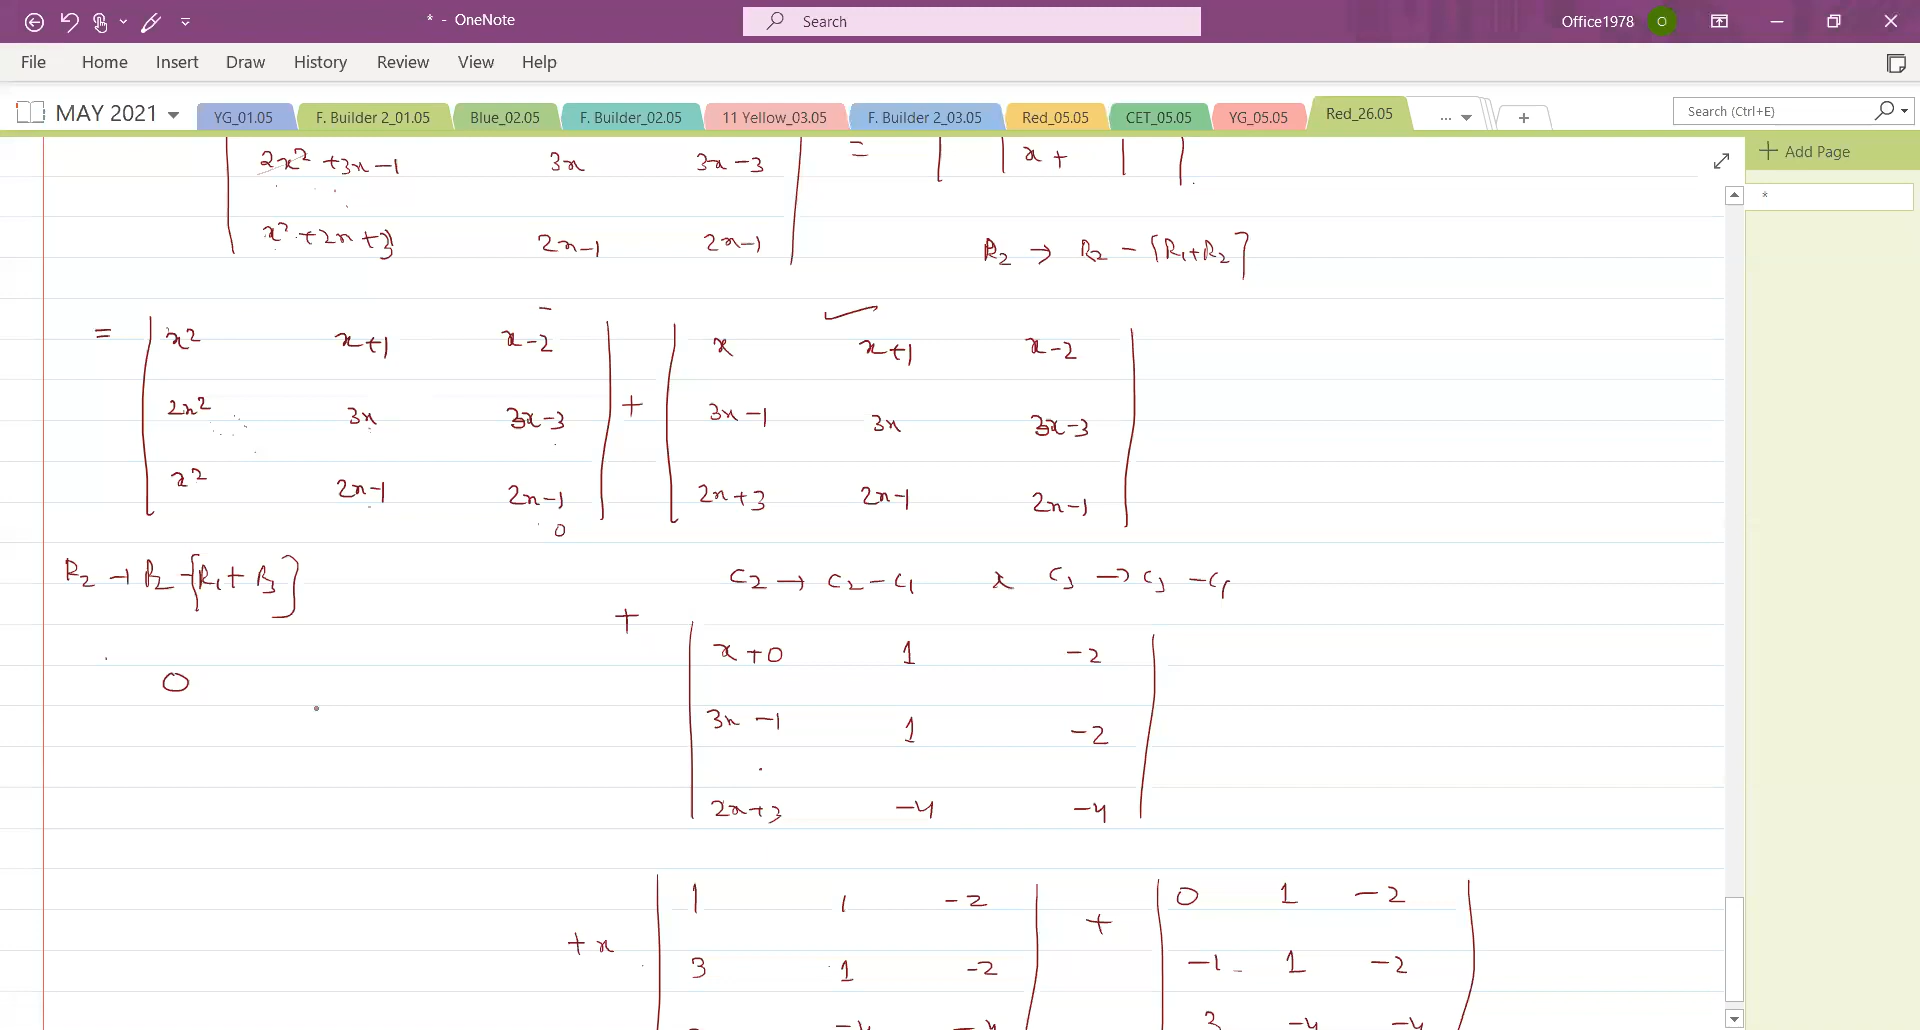 * - OneNote
Search
Office1978
O
File Home Insert Draw History Review View Help
MAY 2021
YG_01.05 F. Builder 2_01.05 Blue_02.05 F. Builder_02.05 11 Yellow_03.05 F. Builder 2_03.05 Red_05.05 CET_05.05 YG_05.05 Red_26.05 ... +
Search (Ctrl+E)
+ Add Page
*
2x² +3x-1 3x 3x-3 = x +
x²+2x+3 2x-1 2x-1
R₂ → R₂ - [R₁+R₂]
= | x² x+1 x-2 | + | x x+1 x-2 |
2x² 3x 3x-3 3x-1 3x 3x-3
x² 2x-1 2x-1 2x+3 2x-1 2x-1
0
R₂ → R₂ -{R₁+R₃} C₂ → C₂-C₁ C₃ → C₃-C₁
+
x+0 1 -2
0
3x-1 1 -2
2x+3 -4 -4
+x | 1 1 -2 | + | 0 1 -2 |
3 1 -2 -1 1 -2
-4 -4 3 -4 -4